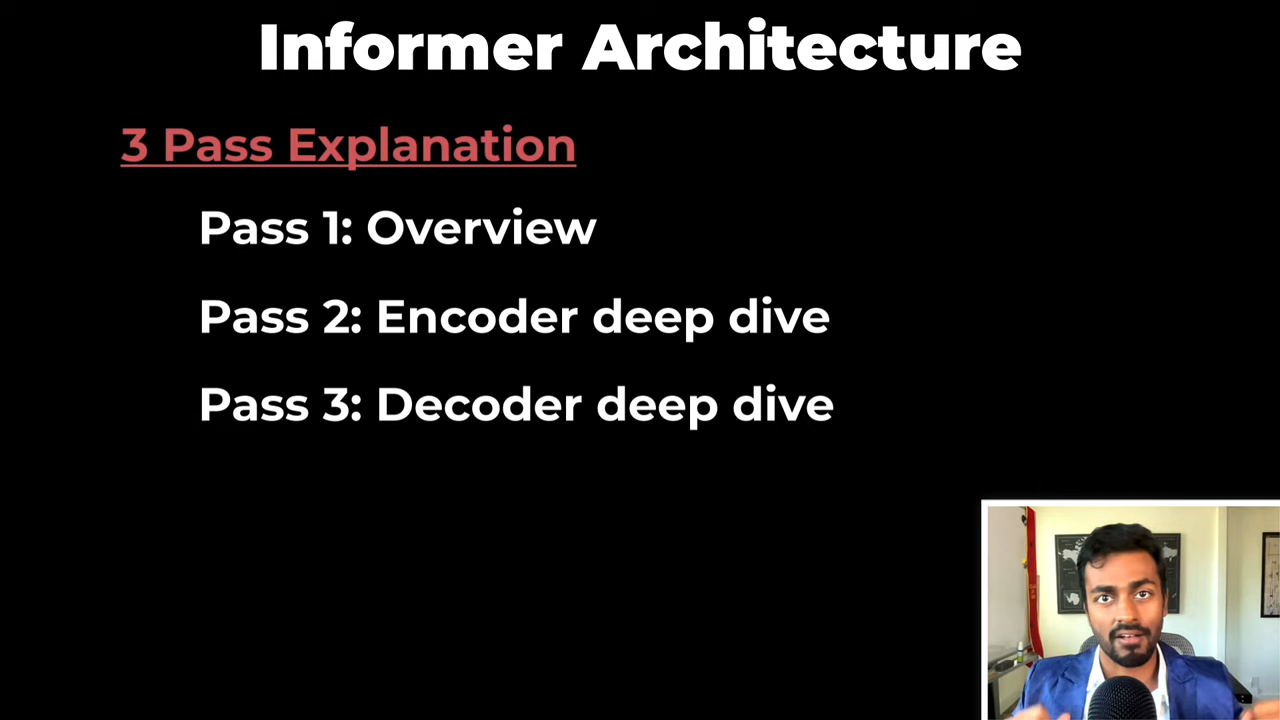 Informer Architecture
3 Pass Explanation
Pass 1: Overview
Pass 2: Encoder deep dive
Pass 3: Decoder deep dive